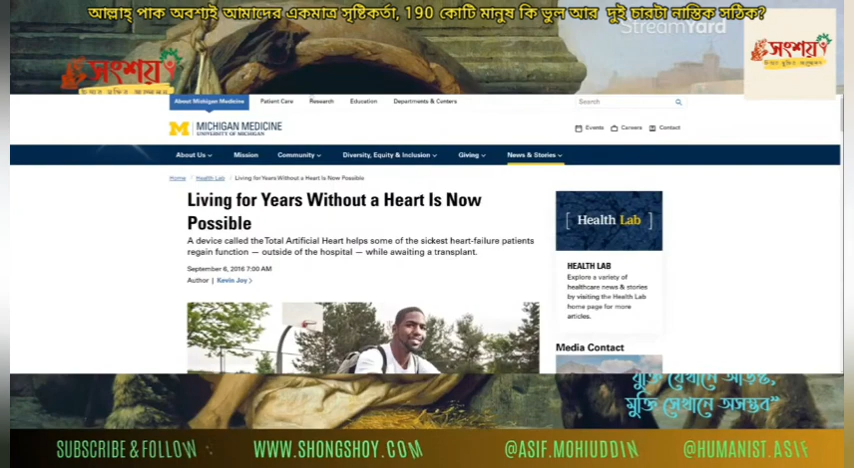 আল্লাহ্ পাক অবশ্যই আমাদের একমাত্র সৃষ্টিকর্তা, 190 কোটি মানুষ কি ভুল আর দুই চারটা নাস্তিক সঠিক?
StreamYard
সংশয়
সংশয়
চিন্তার মুক্তির আন্দোলন
About Michigan Medicine
Patient Care
Research
Education
Departments & Centers
Search
MICHIGAN MEDICINE
UNIVERSITY OF MICHIGAN
Events
Careers
Contact
About Us
Mission
Community
Diversity, Equity & Inclusion
Giving
News & Stories
Home / Health Lab / Living for Years Without a Heart Is Now Possible
Living for Years Without a Heart Is Now
Possible
A device called the Total Artificial Heart helps some of the sickest heart-failure patients
regain function — outside of the hospital — while awaiting a transplant.
September 6, 2016 7:00 AM
Author | Kevin Joy
[ Health Lab ]
HEALTH LAB
Explore a variety of
healthcare news & stories
by visiting the Health Lab
home page for more
articles.
Media Contact
যুক্তি যেখানে আড়ষ্ট,
মুক্তি সেখানে অসম্ভব”
SUBSCRIBE & FOLLOW :
WWW.SHONGSHOY.COM
@ASIF.MOHIUDDIN
@HUMANIST.ASIF